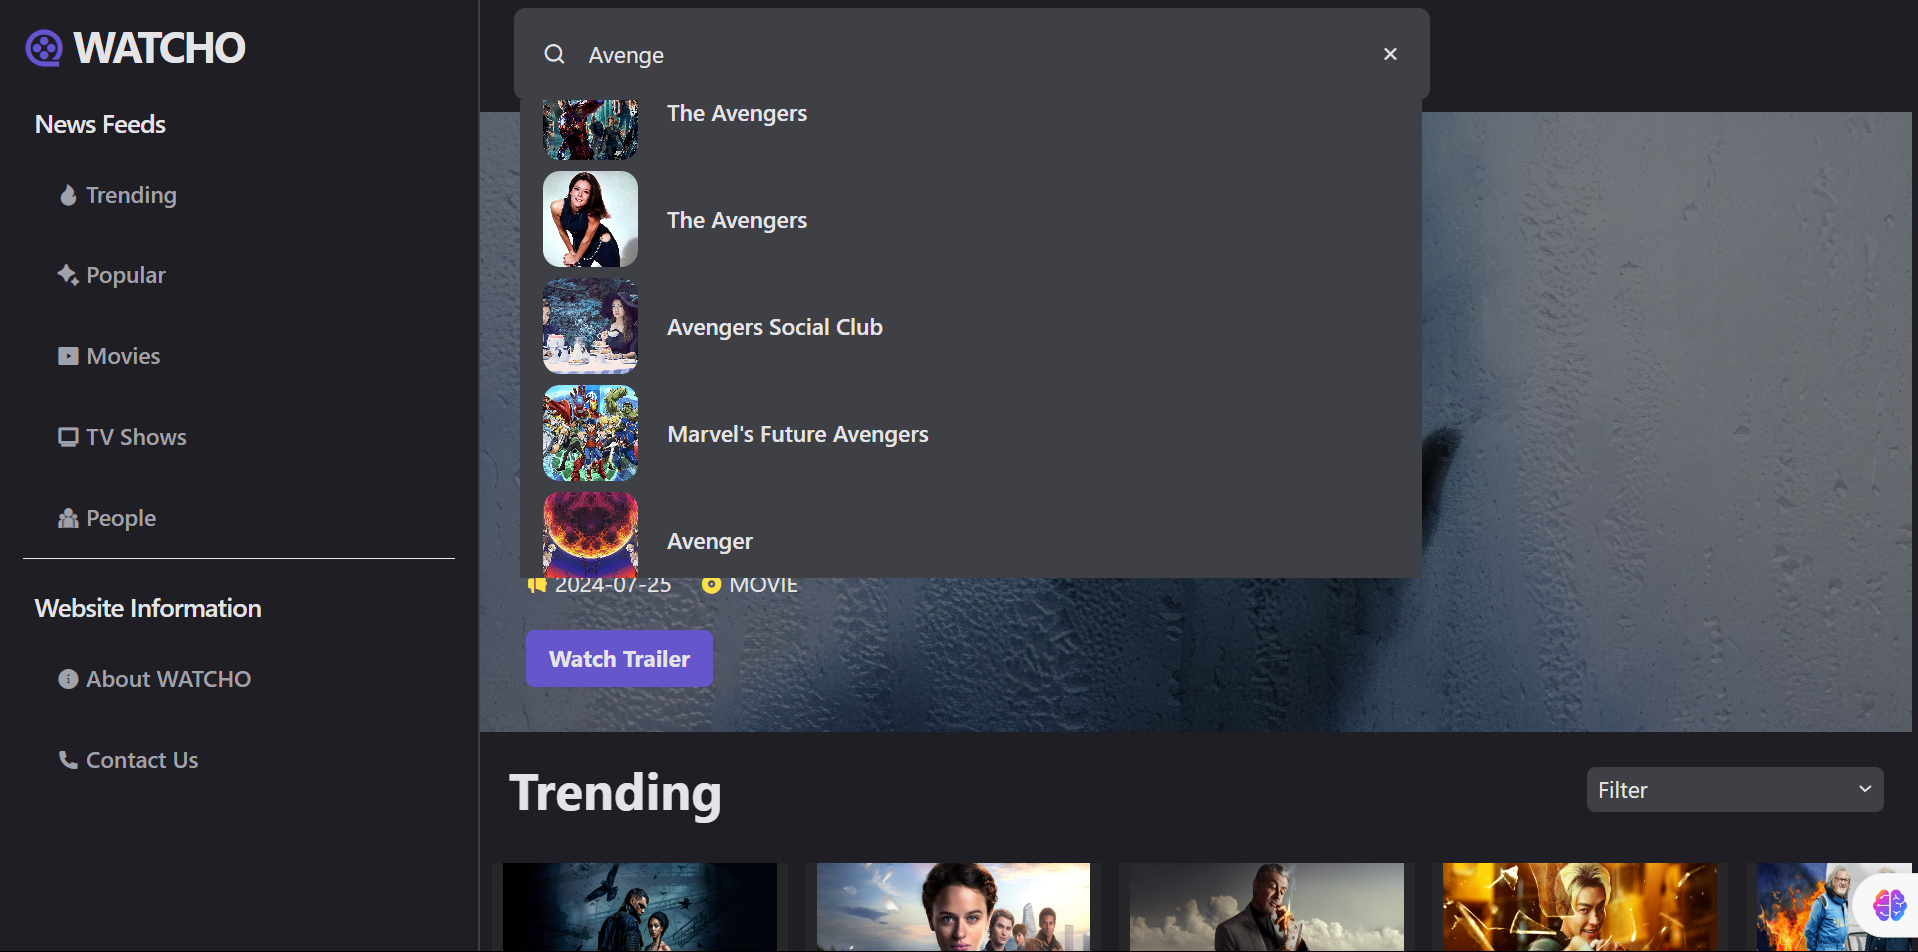 WATCHO
News Feeds
Trending
Popular
Movies
TV Shows
People
Website Information
About WATCHO
Contact Us
Avenge
The Avengers
The Avengers
Avengers Social Club
Marvel's Future Avengers
Avenger
2024-07-25 MOVIE
Watch Trailer
Trending
Filter